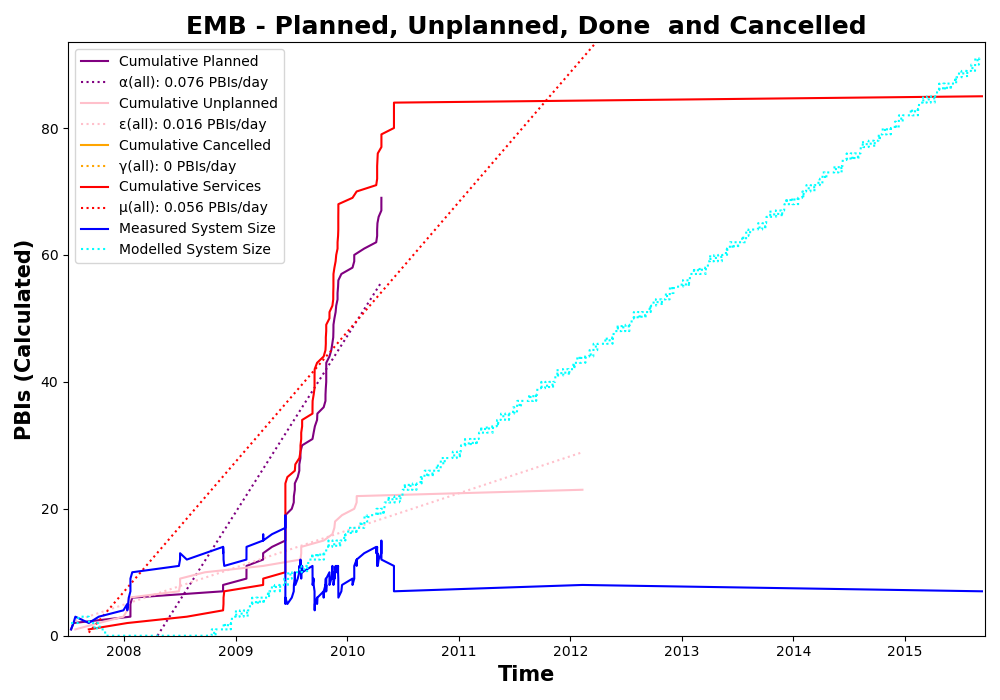 EMB - Planned, Unplanned, Done  and Cancelled
Cumulative Planned
α(all): 0.076 PBIs/day
Cumulative Unplanned
ε(all): 0.016 PBIs/day
Cumulative Cancelled
γ(all): 0 PBIs/day
Cumulative Services
μ(all): 0.056 PBIs/day
Measured System Size
Modelled System Size
PBIs (Calculated)
80
60
40
20
0
2008 2009 2010 2011 2012 2013 2014 2015
Time